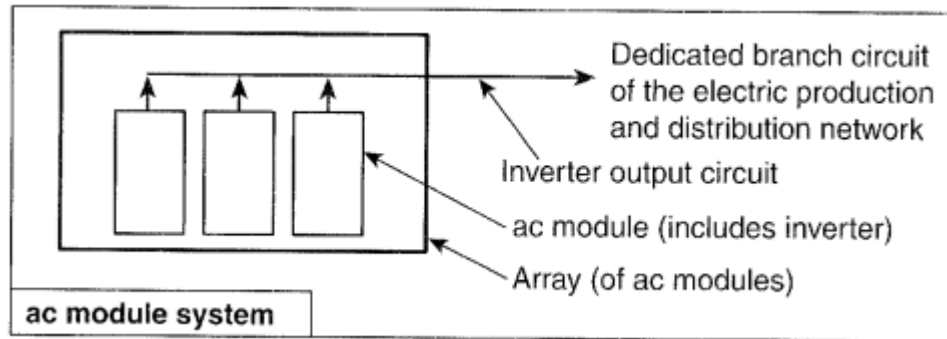 Dedicated branch circuit
of the electric production
and distribution network
Inverter output circuit
ac module (includes inverter)
Array (of ac modules)
ac module system